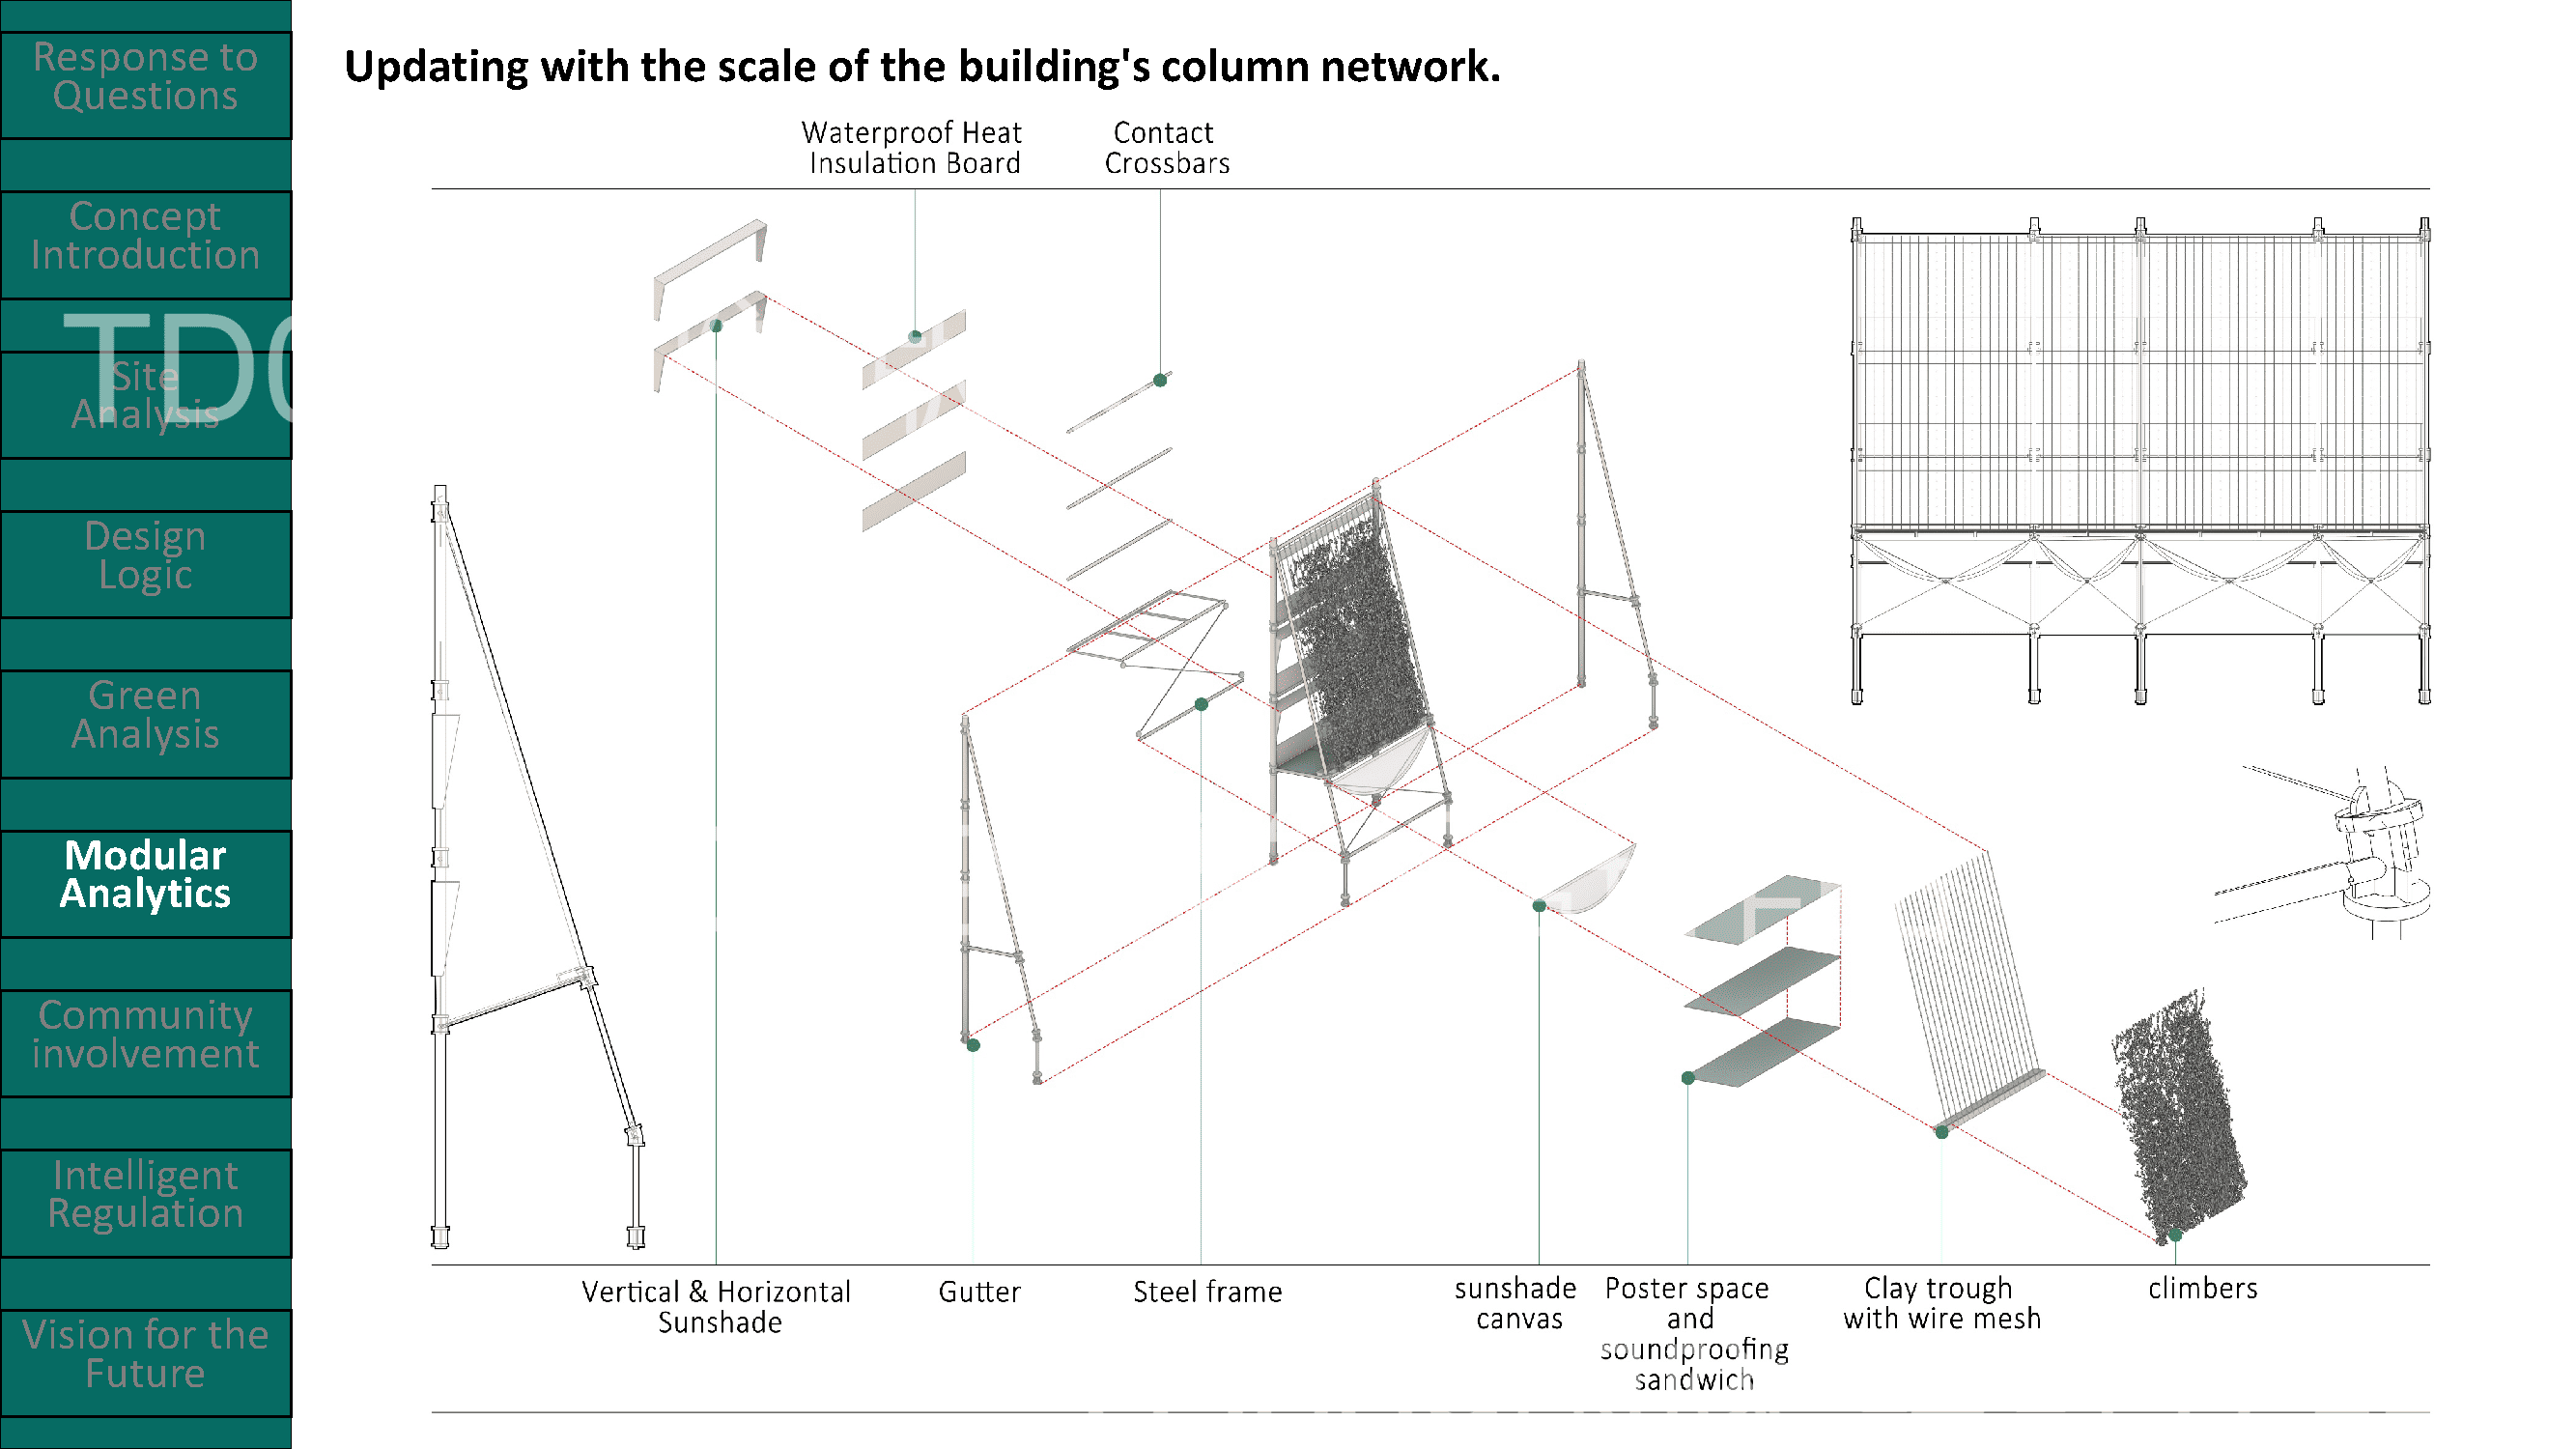 Response to
Questions
Concept
Introduction
TD
Site
Analysis
Design
Logic
Green
Analysis
Modular
Analytics
Community
involvement
Intelligent
Regulation
Vision for the
Future
Updating with the scale of the building's column network.
Waterproof Heat
Insulation Board
Contact
Crossbars
Vertical & Horizontal
Sunshade
Gutter
Steel frame
sunshade
canvas
Poster space
and
soundproofing
sandwich
Clay trough
with wire mesh
climbers